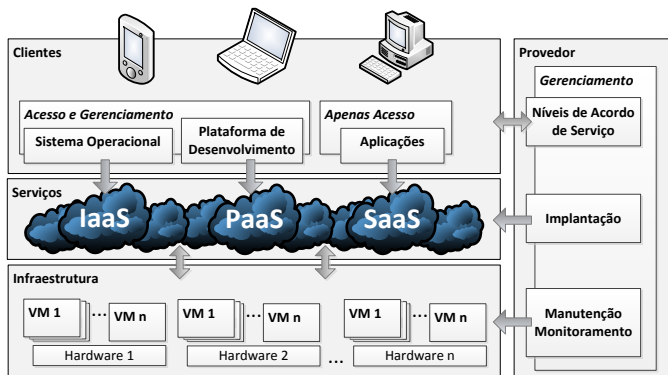 Clientes
Acesso e Gerenciamento
Sistema Operacional
Plataforma de
Desenvolvimento
Apenas Acesso
Aplicações
Serviços
IaaS
PaaS
SaaS
Infraestrutura
VM 1 ... VM n
Hardware 1
VM 1 ... VM n
Hardware 2
...
VM 1 ... VM n
Hardware n
Provedor
Gerenciamento
Níveis de Acordo
de Serviço
Implantação
Manutenção
Monitoramento